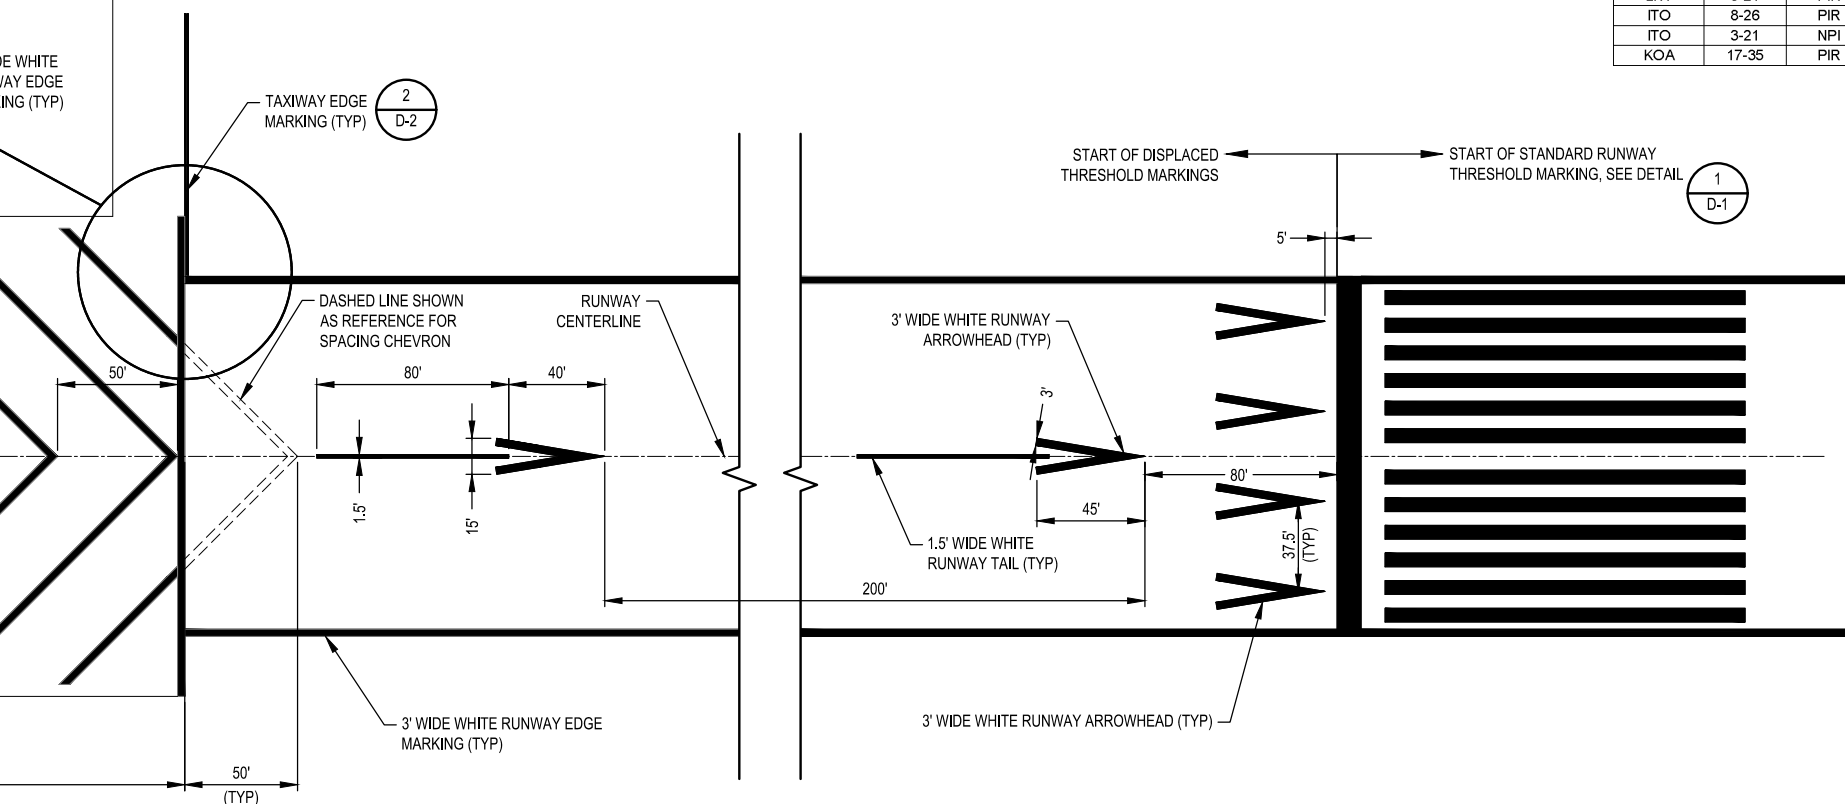 ITO 8-26 PIR
ITO 3-21 NPI
KOA 17-35 PIR
WHITE
EDGE
(TYP)
TAXIWAY EDGE
MARKING (TYP)
2
D-2
START OF DISPLACED
THRESHOLD MARKINGS
START OF STANDARD RUNWAY
THRESHOLD MARKING, SEE DETAIL
1
D-1
5'
DASHED LINE SHOWN
AS REFERENCE FOR
SPACING CHEVRON
RUNWAY
CENTERLINE
3' WIDE WHITE RUNWAY
ARROWHEAD (TYP)
50'
80'
40'
3'
1.5'
15'
80'
45'
37.5'
(TYP)
1.5' WIDE WHITE
RUNWAY TAIL (TYP)
200'
3' WIDE WHITE RUNWAY EDGE
MARKING (TYP)
3' WIDE WHITE RUNWAY ARROWHEAD (TYP)
50'
(TYP)